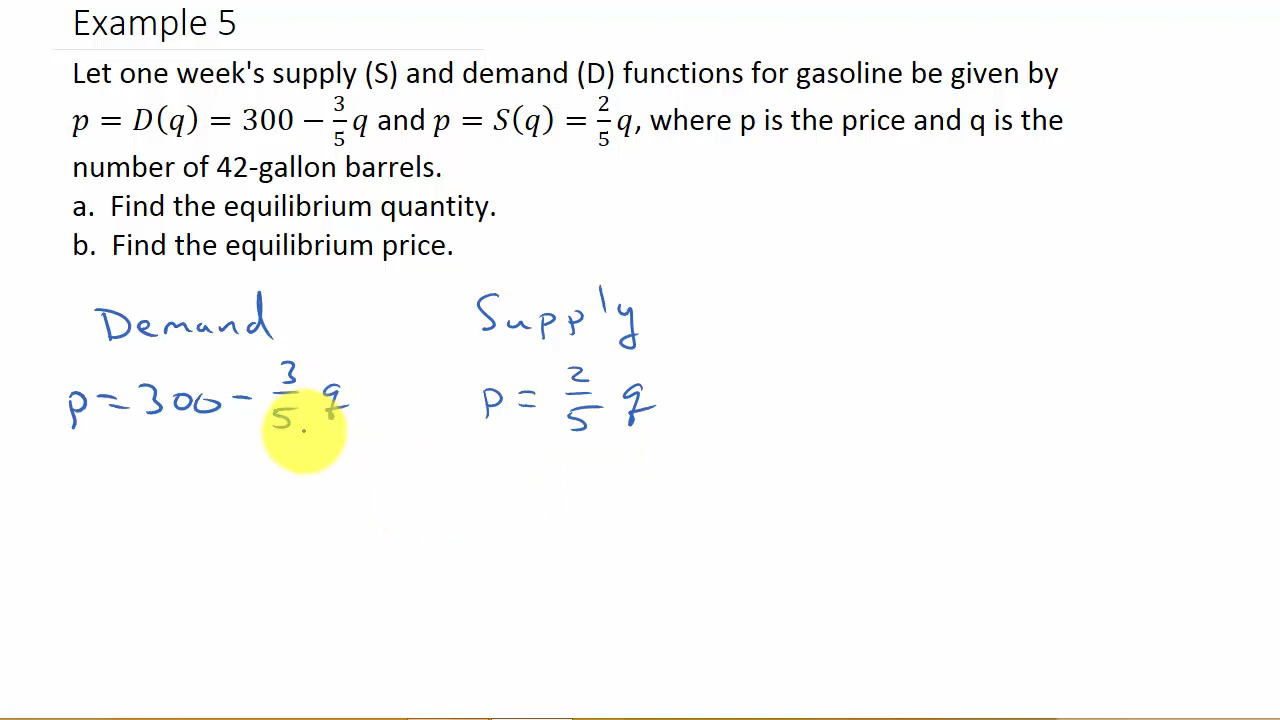 Example 5
Let one week's supply (S) and demand (D) functions for gasoline be given by
p = D(q) = 300 − 3/5 q and p = S(q) = 2/5 q, where p is the price and q is the
number of 42-gallon barrels.
a. Find the equilibrium quantity.
b. Find the equilibrium price.
Demand Supply
p = 300 − 3/5 q p = 2/5 q